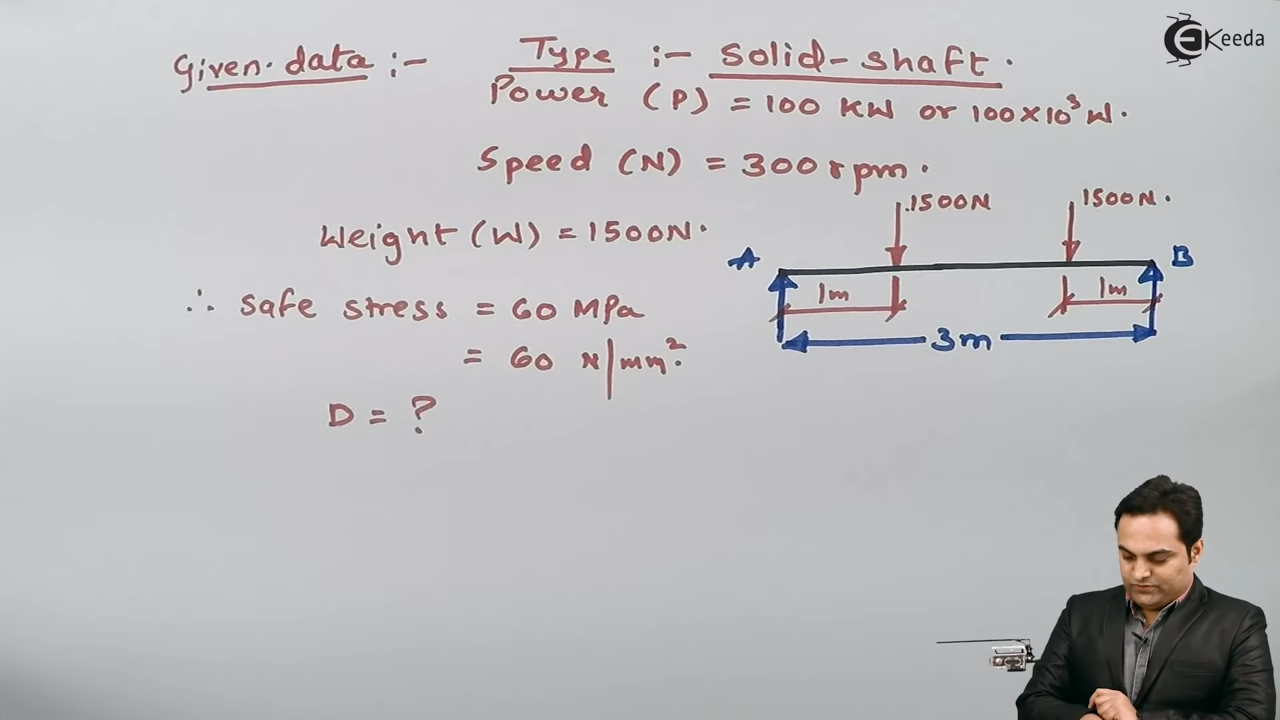 Given data :- Type :- Solid-shaft.
Power (P) = 100 KW or 100×10³ W.
Speed (N) = 300 rpm.
Weight (W) = 1500N.
∴ safe stress = 60 MPa
= 60 N/mm².
D = ?
1500N 1500N.
A B
1m 1m
3m
EKeeda